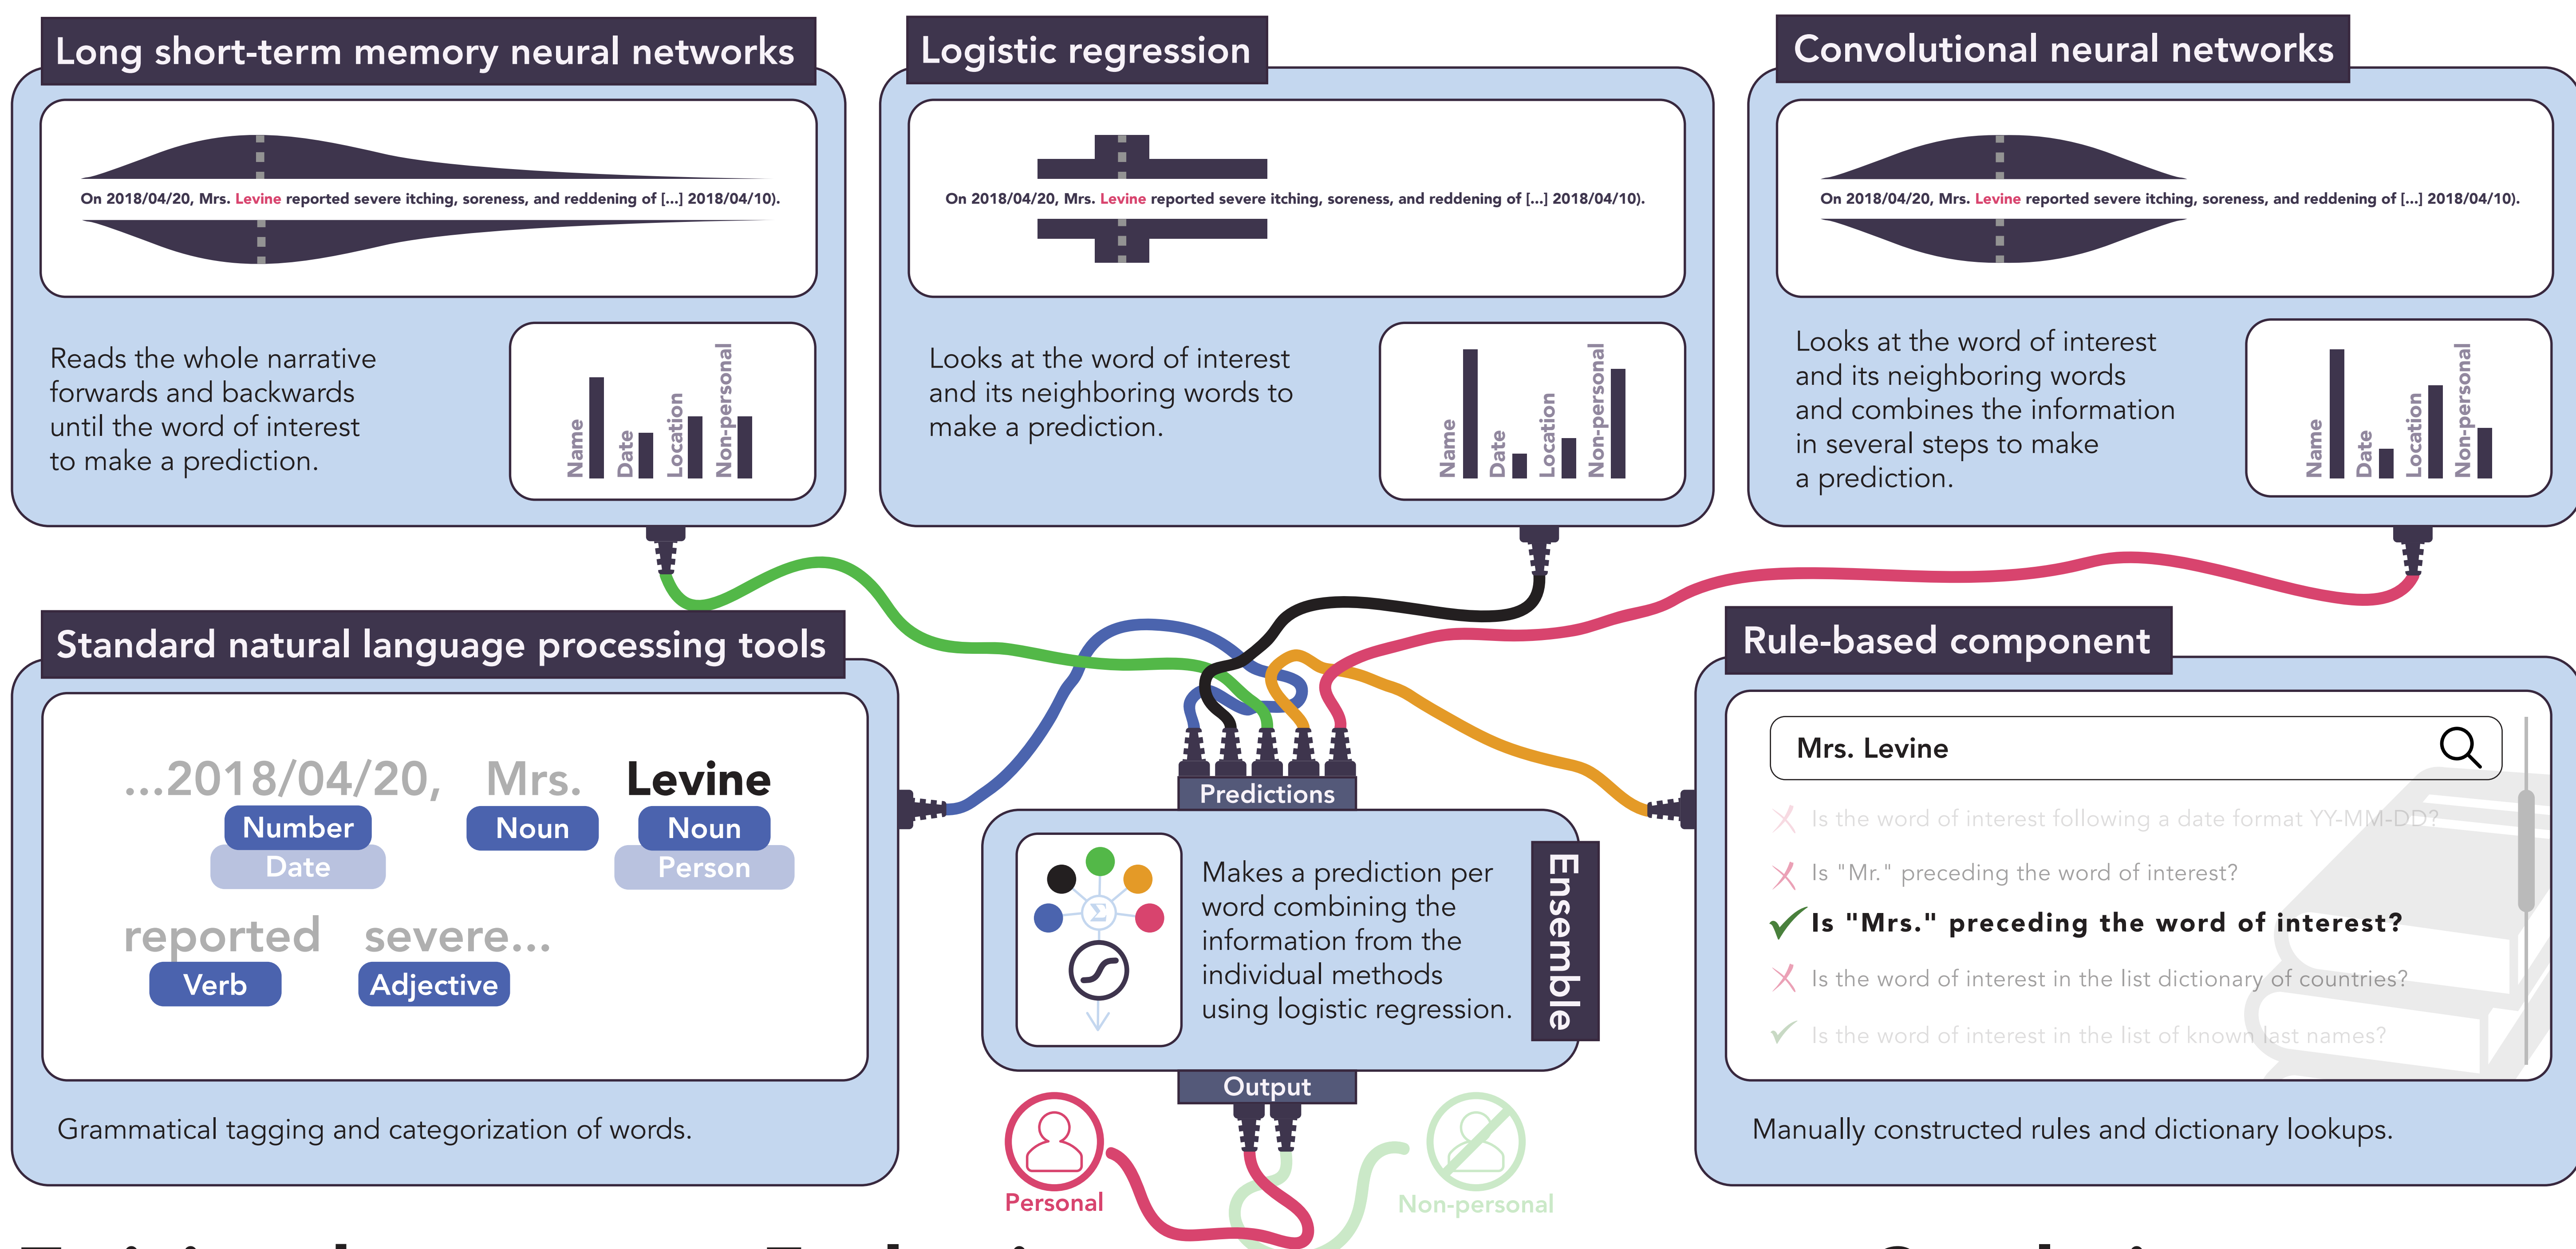 Long short-term memory neural networks
On 2018/04/20, Mrs. Levine reported severe itching, soreness, and reddening of [...] 2018/04/10).
Reads the whole narrative
forwards and backwards
until the word of interest
to make a prediction.
Name
Date
Location
Non-personal
Logistic regression
On 2018/04/20, Mrs. Levine reported severe itching, soreness, and reddening of [...] 2018/04/10).
Looks at the word of interest
and its neighboring words to
make a prediction.
Name
Date
Location
Non-personal
Convolutional neural networks
On 2018/04/20, Mrs. Levine reported severe itching, soreness, and reddening of [...] 2018/04/10).
Looks at the word of interest
and its neighboring words
and combines the information
in several steps to make
a prediction.
Name
Date
Location
Non-personal
Standard natural language processing tools
...2018/04/20, Mrs. Levine
Number Noun Noun
Date Person
reported severe...
Verb Adjective
Grammatical tagging and categorization of words.
Predictions
Σ
Makes a prediction per
word combining the
information from the
individual methods
using logistic regression.
Ensemble
Output
Personal
Non-personal
Rule-based component
Mrs. Levine
Is the word of interest following a date format YY-MM-DD?
Is "Mr." preceding the word of interest?
Is "Mrs." preceding the word of interest?
Is the word of interest in the list dictionary of countries?
Is the word of interest in the list of known last names?
Manually constructed rules and dictionary lookups.